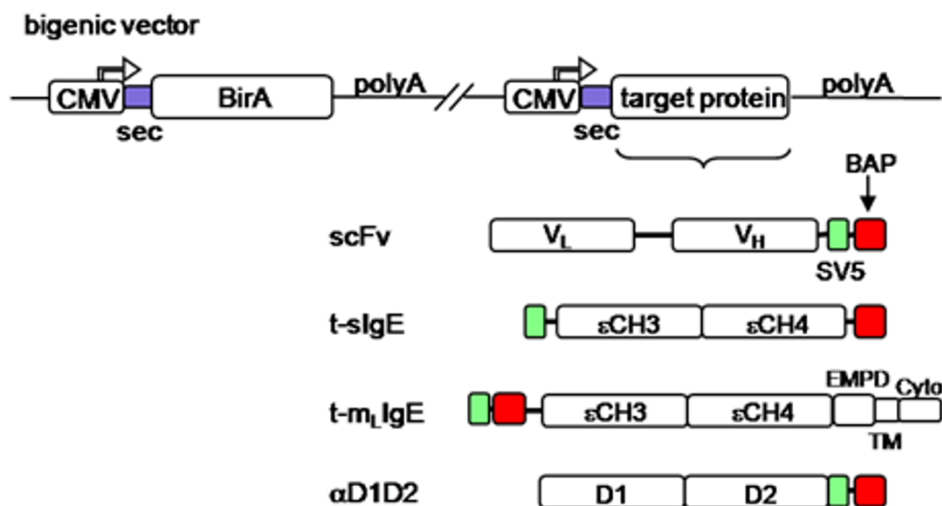 bigenic vector
CMV BirA polyA CMV target protein polyA
sec sec
BAP
scFv VL VH
SV5
t-sIgE εCH3 εCH4
EMPD Cyto
t-mLIgE εCH3 εCH4
TM
αD1D2 D1 D2